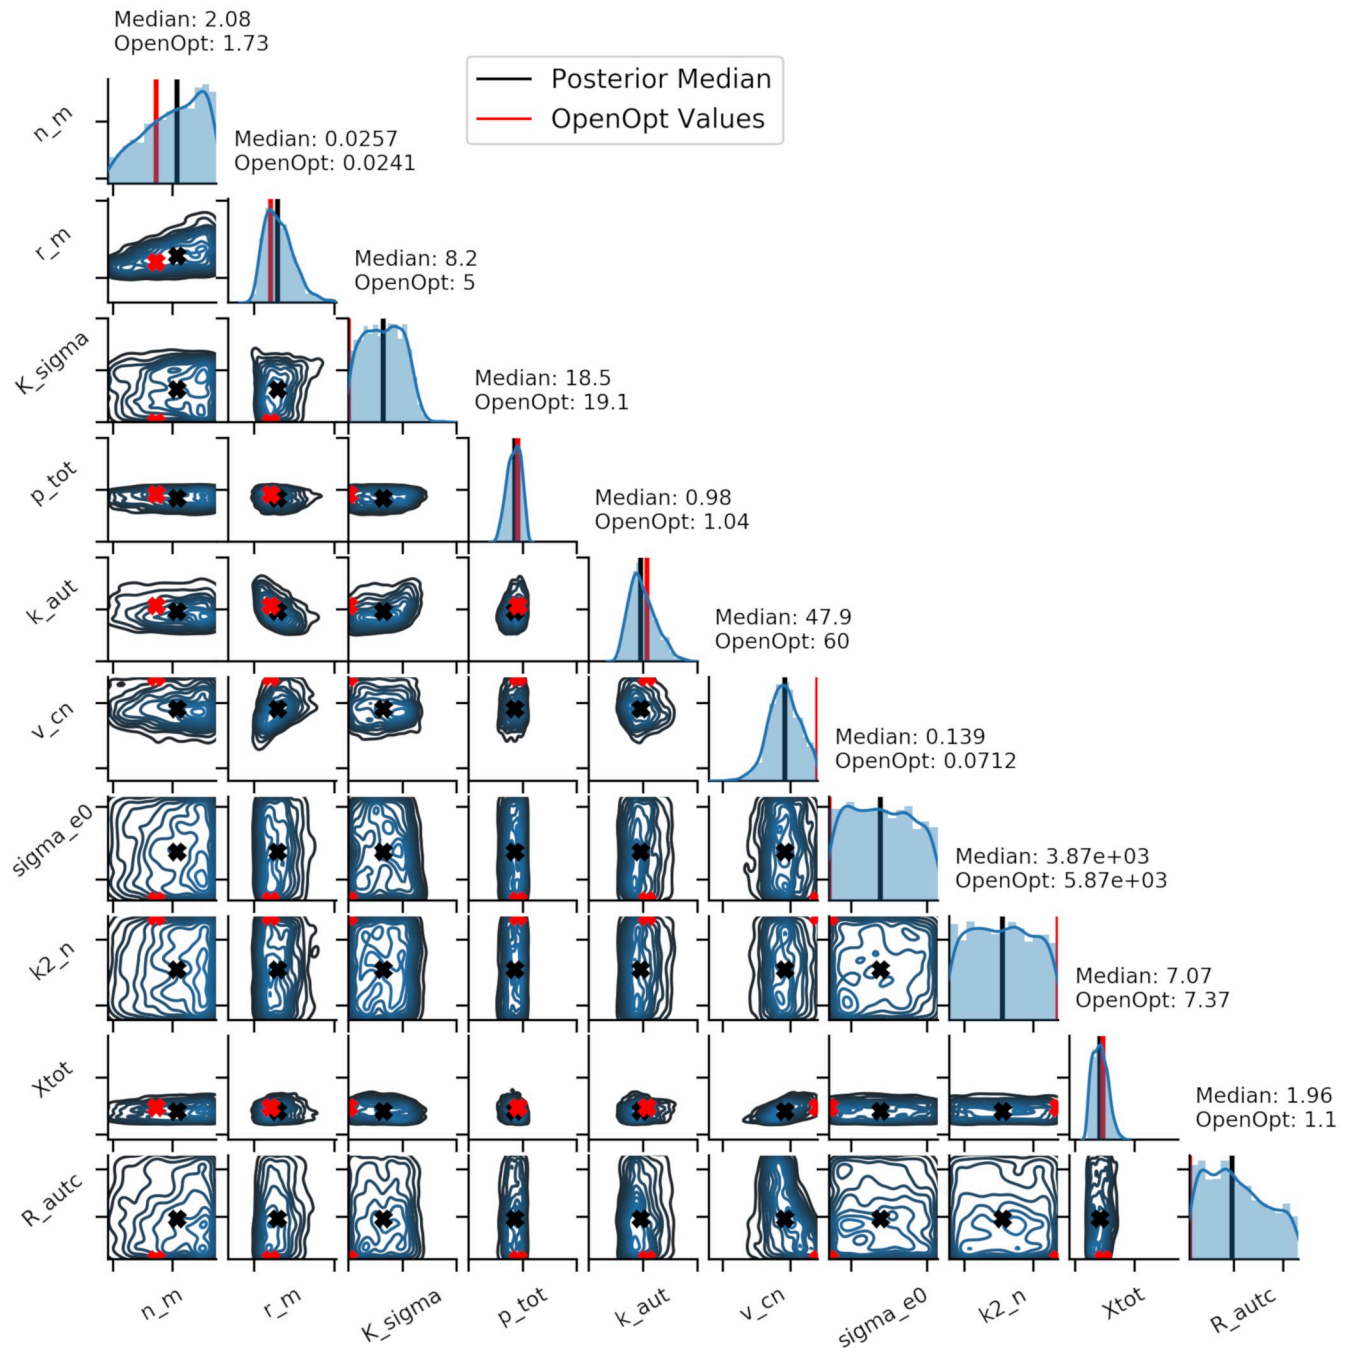 Median: 2.08
OpenOpt: 1.73
Posterior Median
OpenOpt Values
n_m
Median: 0.0257
OpenOpt: 0.0241
r_m
Median: 8.2
OpenOpt: 5
K_sigma
Median: 18.5
OpenOpt: 19.1
p_tot
Median: 0.98
OpenOpt: 1.04
k_aut
Median: 47.9
OpenOpt: 60
v_cn
Median: 0.139
OpenOpt: 0.0712
sigma_e0
Median: 3.87e+03
OpenOpt: 5.87e+03
k2_n
Median: 7.07
OpenOpt: 7.37
Xtot
Median: 1.96
OpenOpt: 1.1
R_autc
n_m
r_m
K_sigma
p_tot
k_aut
v_cn
sigma_e0
k2_n
Xtot
R_autc